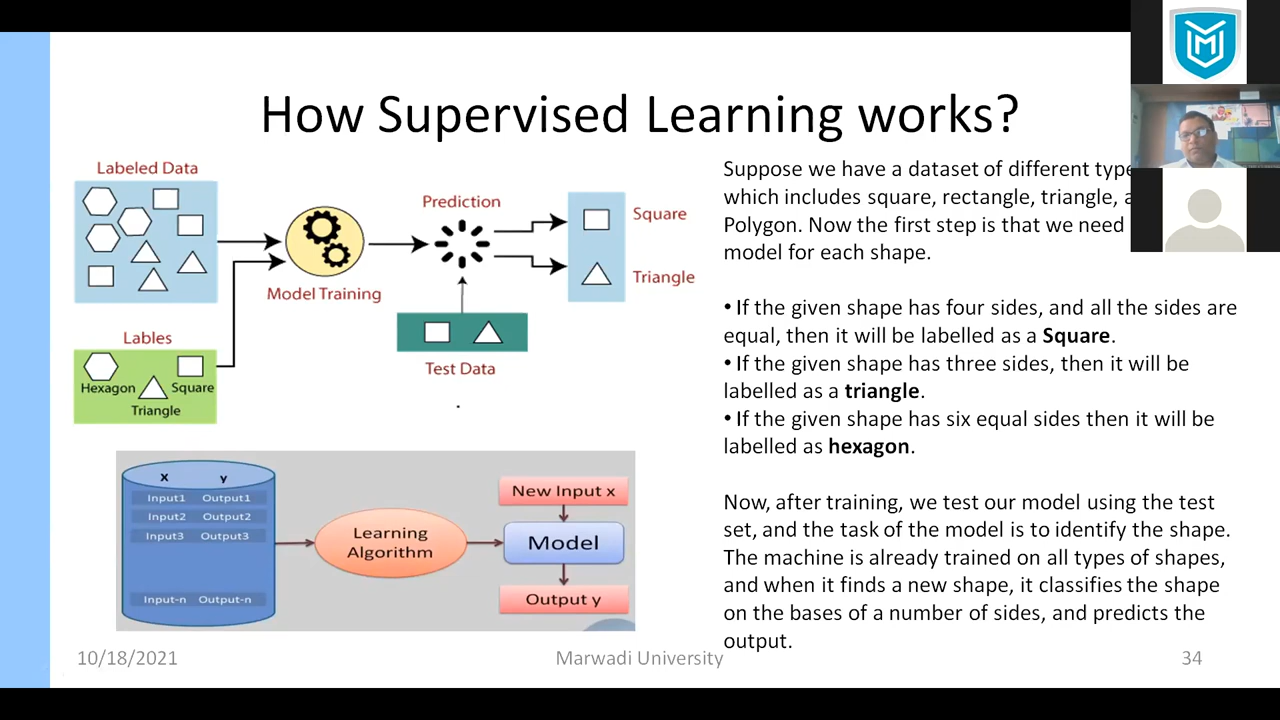 How Supervised Learning works?
Labeled Data
Prediction
Square
Triangle
Model Training
Lables
Hexagon
Square
Triangle
Test Data
x y
Input1 Output1
Input2 Output2
Input3 Output3
Input-n Output-n
Learning
Algorithm
New Input x
Model
Output y
Suppose we have a dataset of different
which includes square, rectangle, triangle,
Polygon. Now the first step is that we need
model for each shape.
• If the given shape has four sides, and all the sides are
equal, then it will be labelled as a Square.
• If the given shape has three sides, then it will be
labelled as a triangle.
• If the given shape has six equal sides then it will be
labelled as hexagon.
Now, after training, we test our model using the test
set, and the task of the model is to identify the shape.
The machine is already trained on all types of shapes,
and when it finds a new shape, it classifies the shape
on the bases of a number of sides, and predicts the
output.
10/18/2021
Marwadi University
34